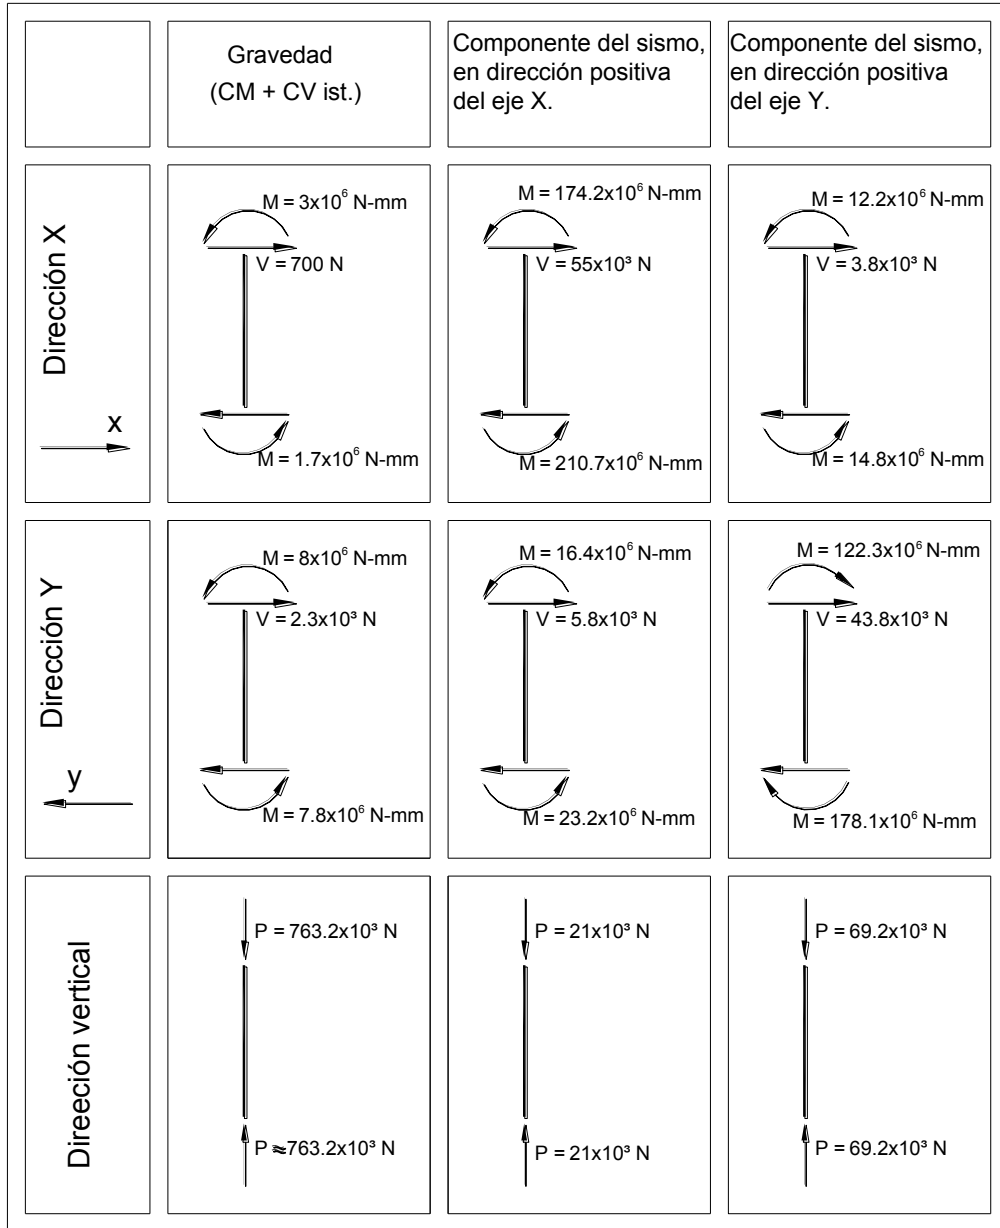 Gravedad
(CM + CV ist.)
Componente del sismo,
en dirección positiva
del eje X.
Componente del sismo,
en dirección positiva
del eje Y.
Dirección X
x
M = 3x10⁶ N-mm
V = 700 N
M = 1.7x10⁶ N-mm
M = 174.2x10⁶ N-mm
V = 55x10³ N
M = 210.7x10⁶ N-mm
M = 12.2x10⁶ N-mm
V = 3.8x10³ N
M = 14.8x10⁶ N-mm
Dirección Y
y
M = 8x10⁶ N-mm
V = 2.3x10³ N
M = 7.8x10⁶ N-mm
M = 16.4x10⁶ N-mm
V = 5.8x10³ N
M = 23.2x10⁶ N-mm
M = 122.3x10⁶ N-mm
V = 43.8x10³ N
M = 178.1x10⁶ N-mm
Direeción vertical
P = 763.2x10³ N
P ≈763.2x10³ N
P = 21x10³ N
P = 21x10³ N
P = 69.2x10³ N
P = 69.2x10³ N